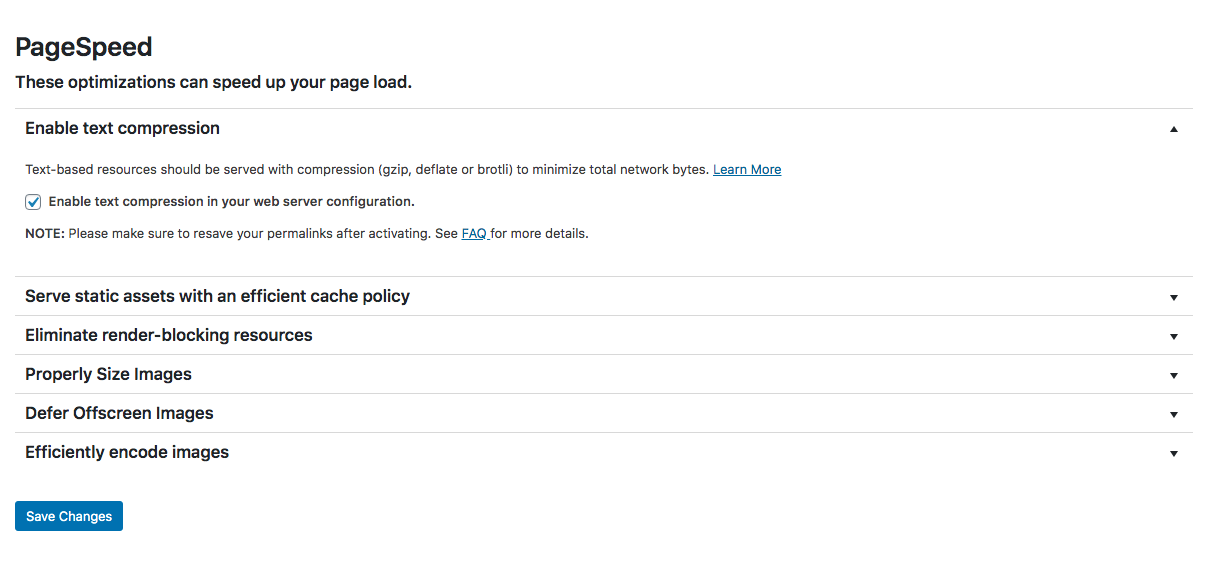 PageSpeed
These optimizations can speed up your page load.
Enable text compression
Text-based resources should be served with compression (gzip, deflate or brotli) to minimize total network bytes. Learn More
Enable text compression in your web server configuration.
NOTE: Please make sure to resave your permalinks after activating. See FAQ for more details.
Serve static assets with an efficient cache policy
Eliminate render-blocking resources
Properly Size Images
Defer Offscreen Images
Efficiently encode images
Save Changes